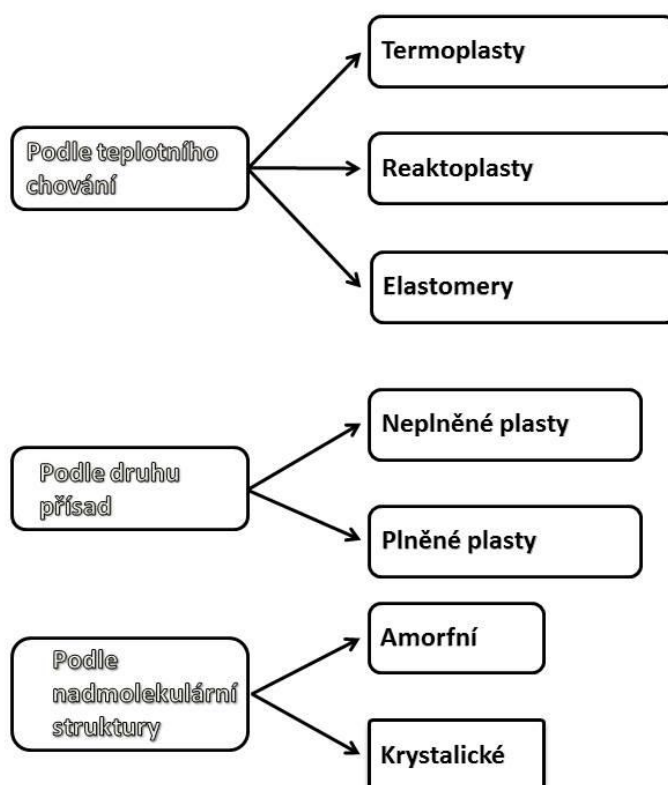 Podle teplotního
chování
Termoplasty
Reaktoplasty
Elastomery
Podle druhu
přísad
Neplněné plasty
Plněné plasty
Podle
nadmolekulární
struktury
Amorfní
Krystalické